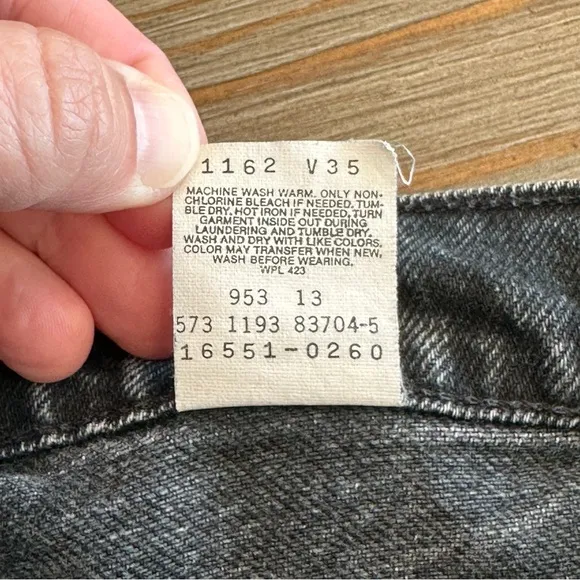 1162 V35
MACHINE WASH WARM. ONLY NON-
CHLORINE BLEACH IF NEEDED. TUM-
BLE DRY. HOT IRON IF NEEDED, TURN
GARMENT INSIDE OUT DURING
LAUNDERING AND TUMBLE DRY.
WASH AND DRY WITH LIKE COLORS.
COLOR MAY TRANSFER WHEN NEW,
WASH BEFORE WEARING.
WPL 423
953 13
573 1193 83704-5
16551-0260